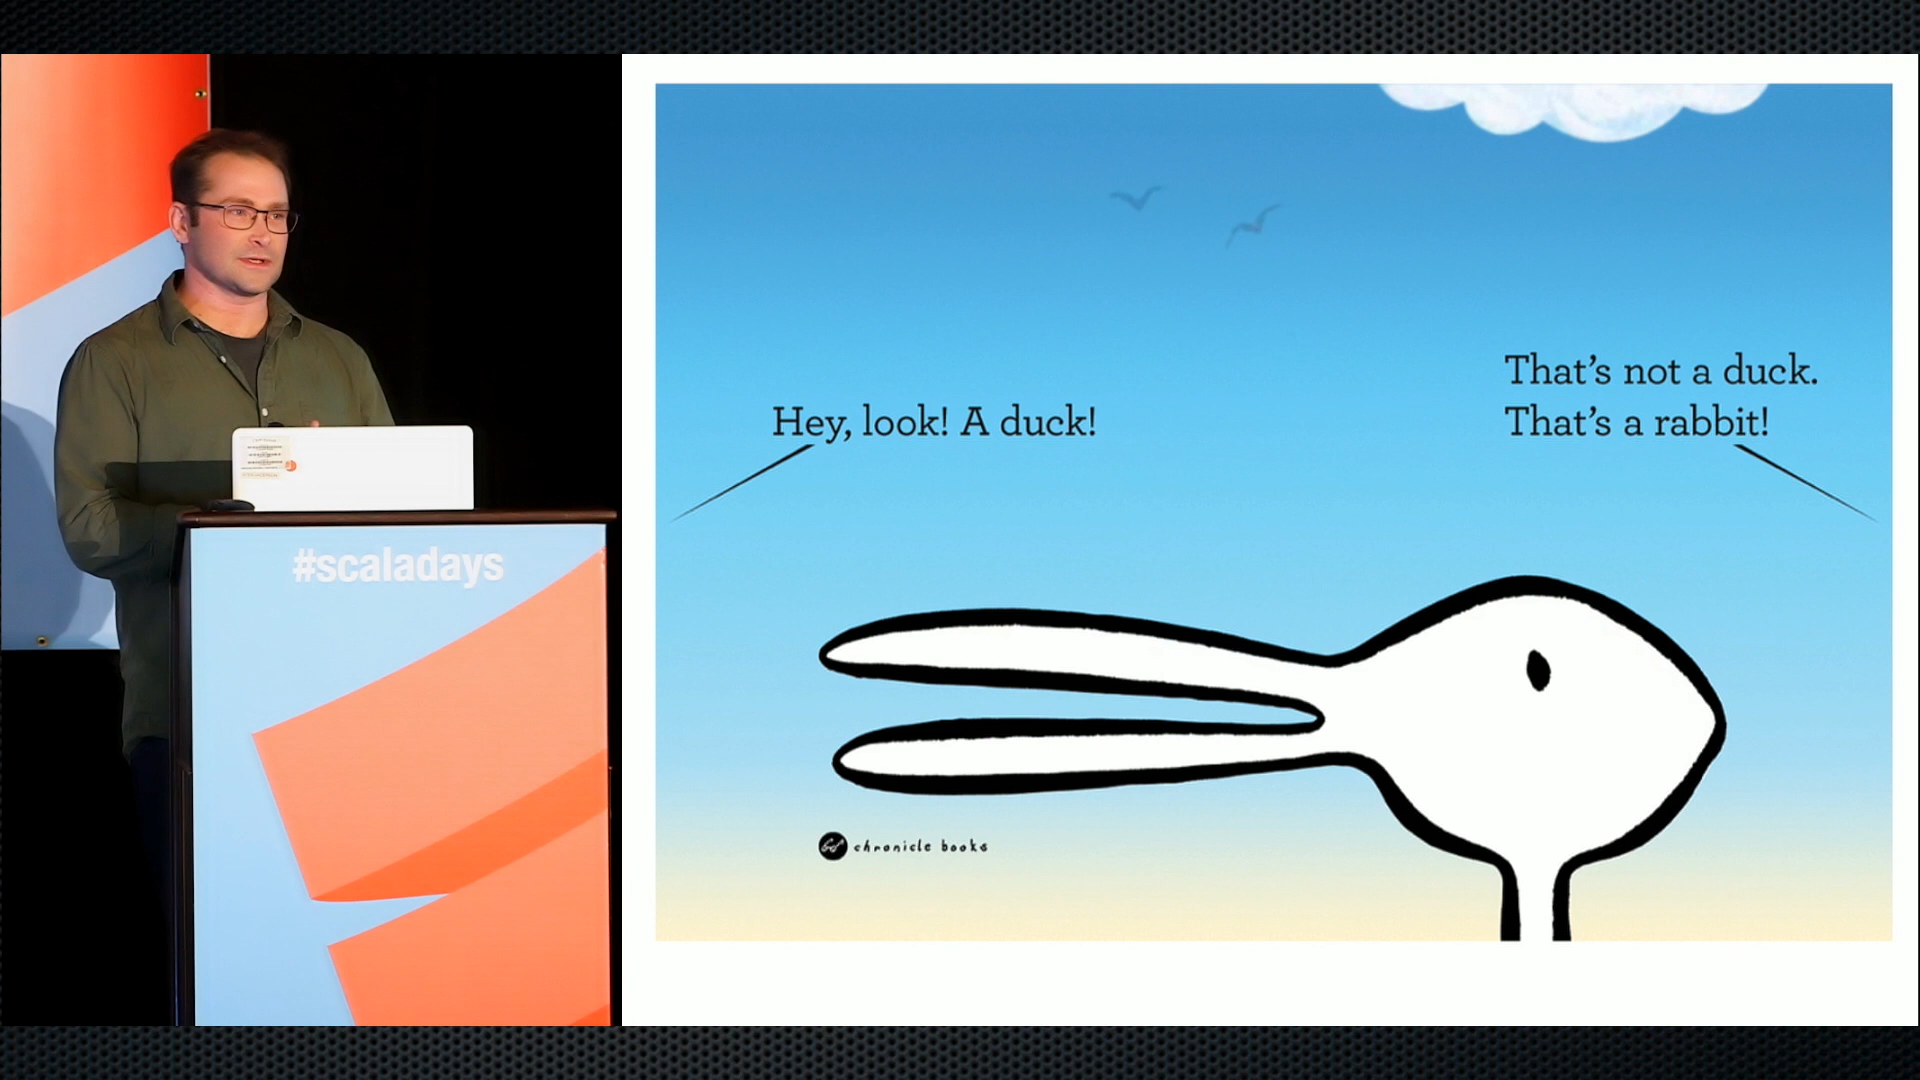 #scaladays
Hey, look! A duck!
That's not a duck.
That's a rabbit!
chronicle books